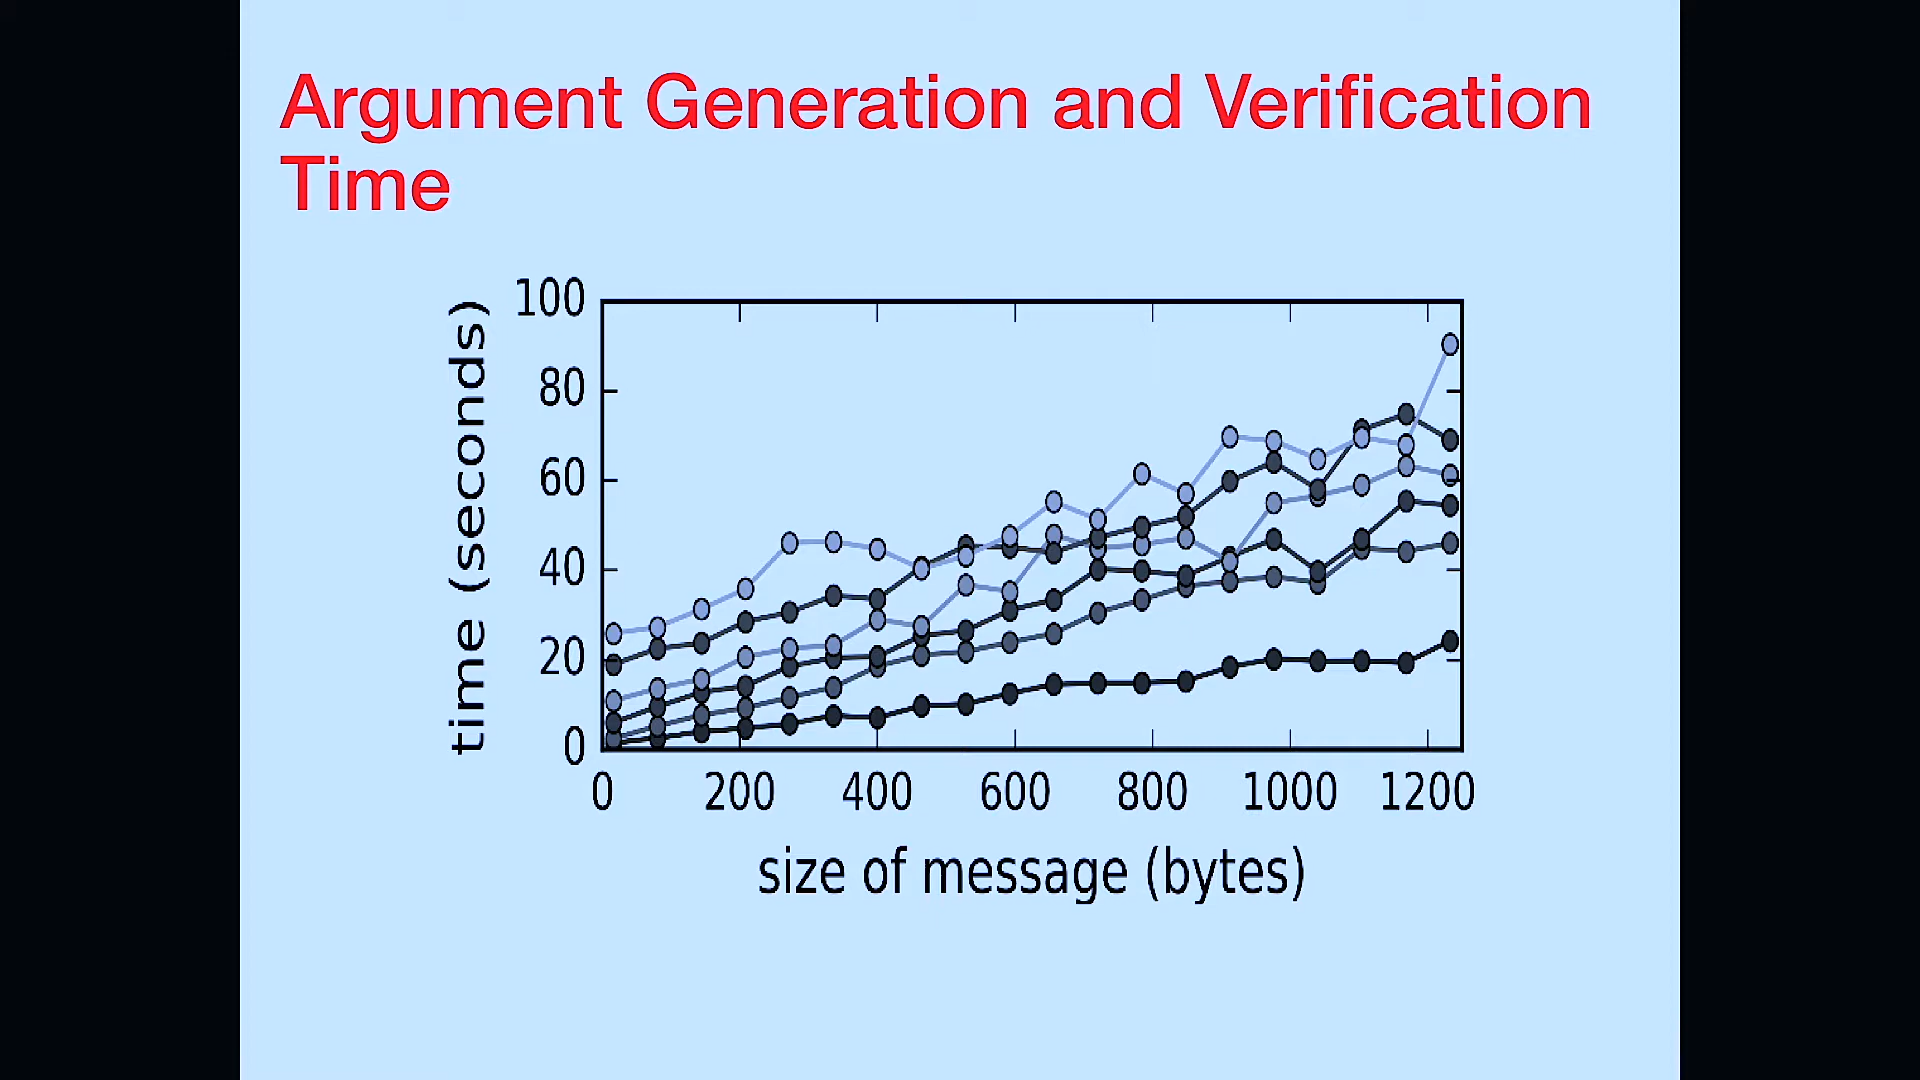 Argument Generation and Verification
Time
time (seconds)
100
80
60
40
20
0
0 200 400 600 800 1000 1200
size of message (bytes)